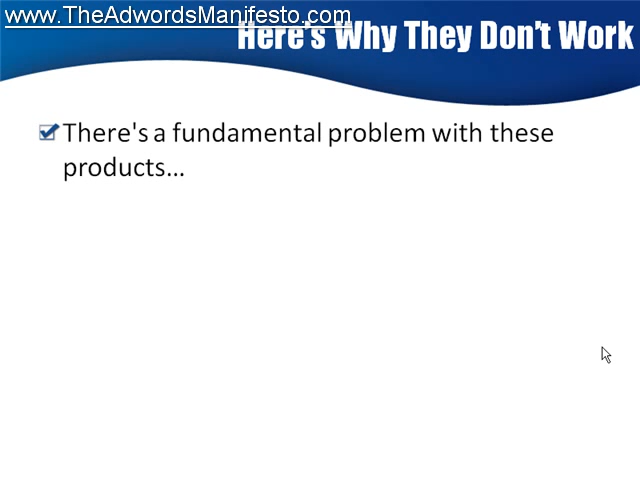 www.TheAdwordsManifesto.com
Here's Why They Don't Work
There's a fundamental problem with these
products...